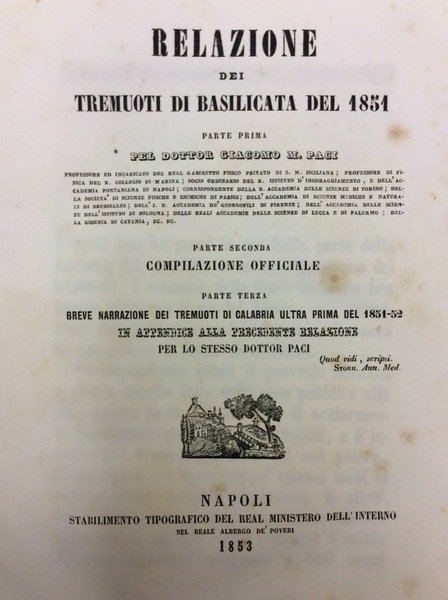 RELAZIONE
DEI
TREMUOTI DI BASILICATA DEL 1851
PARTE PRIMA
PEL DOTTOR GIACOMO M. PACI
PROFESSORE ED INCARICATO DEL REAL GABINETTO FISICO PRIVATO DI S. M. SICILIANA; PROFESSORE DI FI-
SICA DEL R. COLLEGIO DI MARINA; SOCIO ORDINARIO DEL R. ISTITUTO D'INCORAGGIAMENTO, E DELL'AC-
CADEMIA PONTANIANA DI NAPOLI; CORRISPONDENTE DELLA R. ACCADEMIA DELLE SCIENZE DI TORINO; DEL-
LA SOCIETA' DI SCIENZE FISICHE E CHIMICHE DI PARIGI; DELL'ACCADEMIA DI SCIENZE MEDICHE E NATURA-
LI DI BRUSELLES; DELL'I. R. ACCADEMIA DE'GEORGOFILI DI FIRENZE; DELL'ACCADEMIA DELLE SCIEN-
ZE DELL'ISTITUTO DI BOLOGNA; DELLE REALI ACCADEMIE DELLE SCIENZE DI LUCCA E DI PALERMO; DEL-
LA GIOENIA DI CATANIA, EC. EC.
PARTE SECONDA
COMPILAZIONE OFFICIALE
PARTE TERZA
BREVE NARRAZIONE DEI TREMUOTI DI CALABRIA ULTRA PRIMA DEL 1851-52
IN APPENDICE ALLA PRECEDENTE RELAZIONE
PER LO STESSO DOTTOR PACI
Quod vidi, scripsi.
STORH. Ann. Med.
NAPOLI
STABILIMENTO TIPOGRAFICO DEL REAL MINISTERO DELL'INTERNO
NEL REALE ALBERGO DE' POVERI
1853